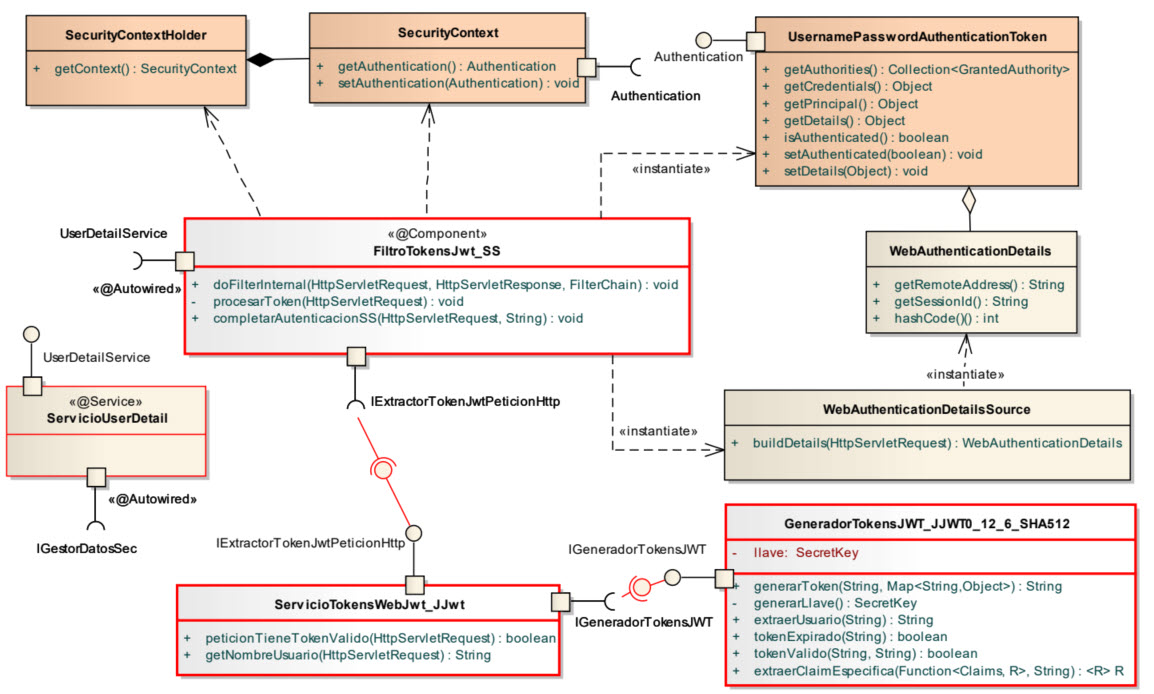 SecurityContextHolder
+ getContext() : SecurityContext
SecurityContext
+ getAuthentication() : Authentication
+ setAuthentication(Authentication) : void
Authentication
Authentication
UsernamePasswordAuthenticationToken
+ getAuthorities() : Collection<GrantedAuthority>
+ getCredentials() : Object
+ getPrincipal() : Object
+ getDetails() : Object
+ isAuthenticated() : boolean
+ setAuthenticated(boolean) : void
+ setDetails(Object) : void
«instantiate»
UserDetailService
«@Autowired»
«@Component»
FiltroTokensJwt_SS
+ doFilterInternal(HttpServletRequest, HttpServletResponse, FilterChain) : void
- procesarToken(HttpServletRequest) : void
+ completarAutenticacionSS(HttpServletRequest, String) : void
WebAuthenticationDetails
+ getRemoteAddress() : String
+ getSessionId() : String
+ hashCode()() : int
«instantiate»
UserDetailService
«@Service»
ServicioUserDetail
«@Autowired»
IGestorDatosSec
IExtractorTokenJwtPeticionHttp
«instantiate»
WebAuthenticationDetailsSource
+ buildDetails(HttpServletRequest) : WebAuthenticationDetails
IExtractorTokenJwtPeticionHttp
ServicioTokensWebJwt_JJwt
+ peticionTieneTokenValido(HttpServletRequest) : boolean
+ getNombreUsuario(HttpServletRequest) : String
IGeneradorTokensJWT
IGeneradorTokensJWT
GeneradorTokensJWT_JJWT0_12_6_SHA512
- llave: SecretKey
+ generarToken(String, Map<String,Object>) : String
- generarLlave() : SecretKey
+ extraerUsuario(String) : String
+ tokenExpirado(String) : boolean
+ tokenValido(String, String) : boolean
+ extraerClaimEspecifica(Function<Claims, R>, String) : <R> R